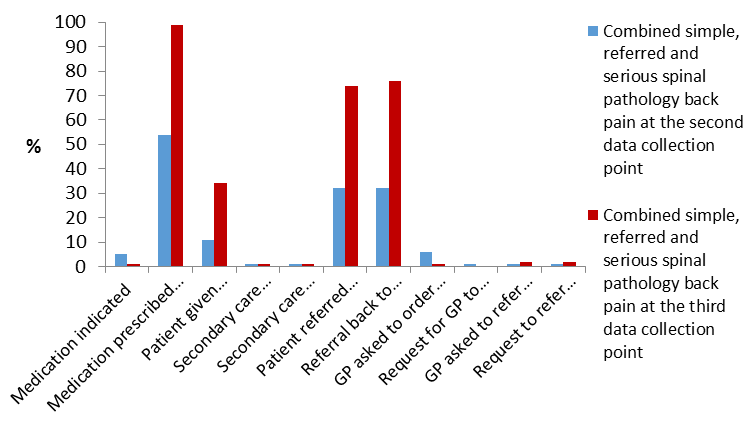 100
90
80
70
60
50
40
30
20
10
0
%
Medication indicated
Medication prescribed...
Patient given...
Secondary care...
Secondary care...
Patient referred...
Referral back to...
GP asked to order...
Request for GP to...
GP asked to refer...
Request to refer...
Combined simple,
referred and
serious spinal
pathology back
pain at the second
data collection
point
Combined simple,
referred and
serious spinal
pathology back
pain at the third
data collection
point